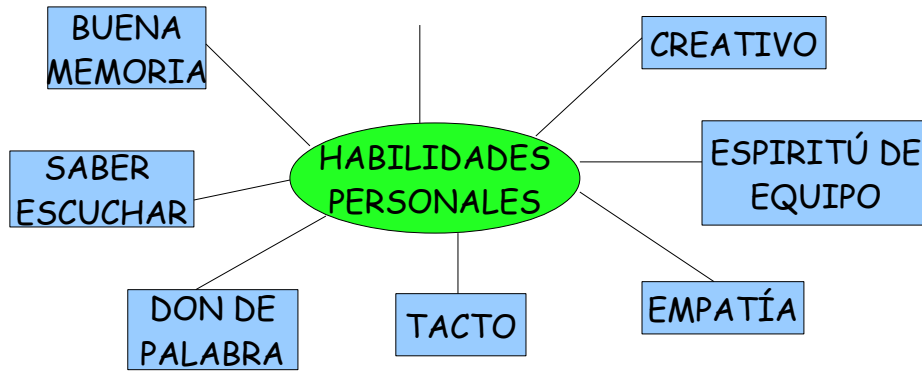 BUENA
MEMORIA
CREATIVO
HABILIDADES
PERSONALES
ESPIRITÚ DE
EQUIPO
SABER
ESCUCHAR
DON DE
PALABRA
TACTO
EMPATÍA